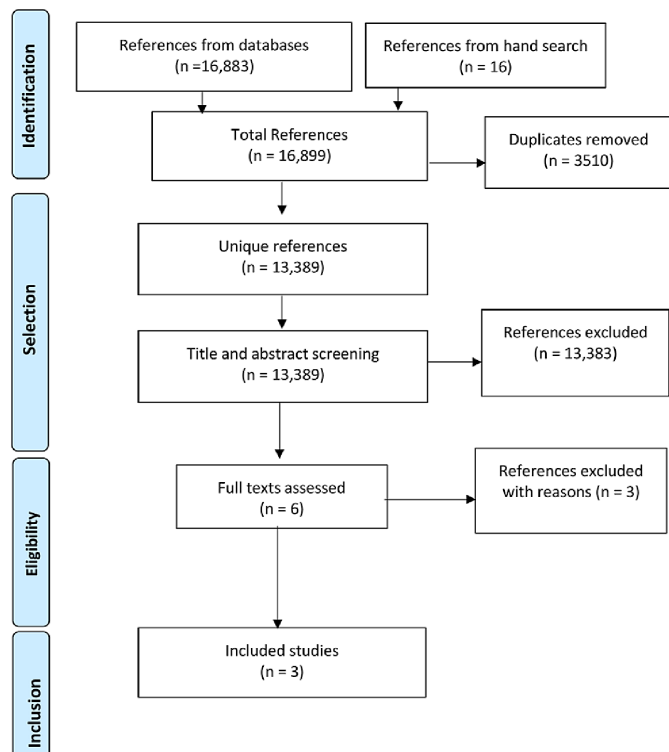 Identification
References from databases
(n =16,883)
References from hand search
(n = 16)
Total References
(n = 16,899)
Duplicates removed
(n = 3510)
Selection
Unique references
(n = 13,389)
Title and abstract screening
(n = 13,389)
References excluded
(n = 13,383)
Eligibility
Full texts assessed
(n = 6)
References excluded
with reasons (n = 3)
Inclusion
Included studies
(n = 3)